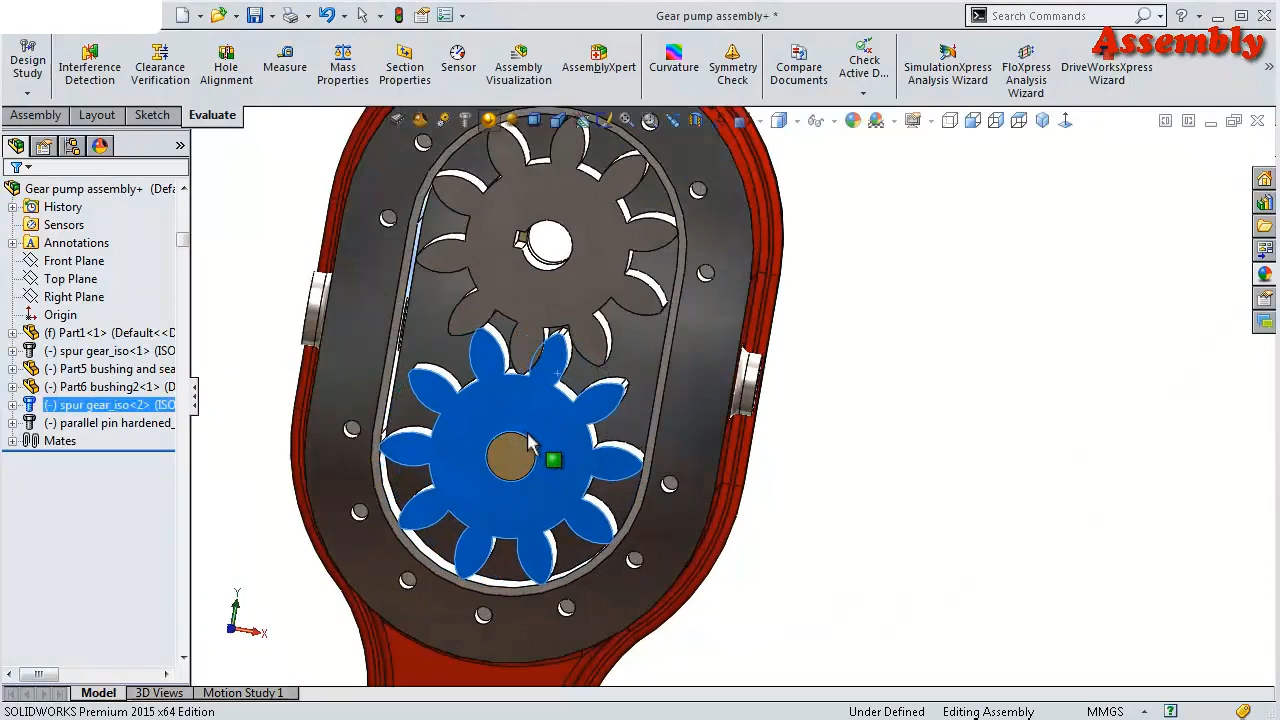 Gear pump assembly+ *
Search Commands
Assembly
Design Study
Interference Detection
Clearance Verification
Hole Alignment
Measure
Mass Properties
Section Properties
Sensor
Assembly Visualization
AssemblyXpert
Curvature
Symmetry Check
Compare Documents
Check Active D...
SimulationXpress Analysis Wizard
FloXpress Analysis Wizard
DriveWorksXpress Wizard
Assembly
Layout
Sketch
Evaluate
Gear pump assembly+ (Defa
History
Sensors
Annotations
Front Plane
Top Plane
Right Plane
Origin
(f) Part1<1> (Default<<D
(-) spur gear_iso<1> (ISO
Part5 bushing and sea
Part6 bushing2<1> (D
(-) spur gear_iso<2> (ISO
(-) parallel pin hardened_
Mates
Y
X
Model
3D Views
Motion Study 1
SOLIDWORKS Premium 2015 x64 Edition
Under Defined
Editing Assembly
MMGS